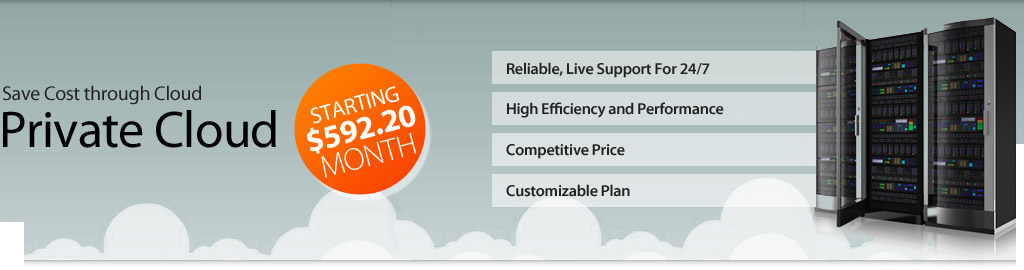 Save Cost through Cloud
Private Cloud
STARTING
$592.20
MONTH
Reliable, Live Support For 24/7
High Efficiency and Performance
Competitive Price
Customizable Plan